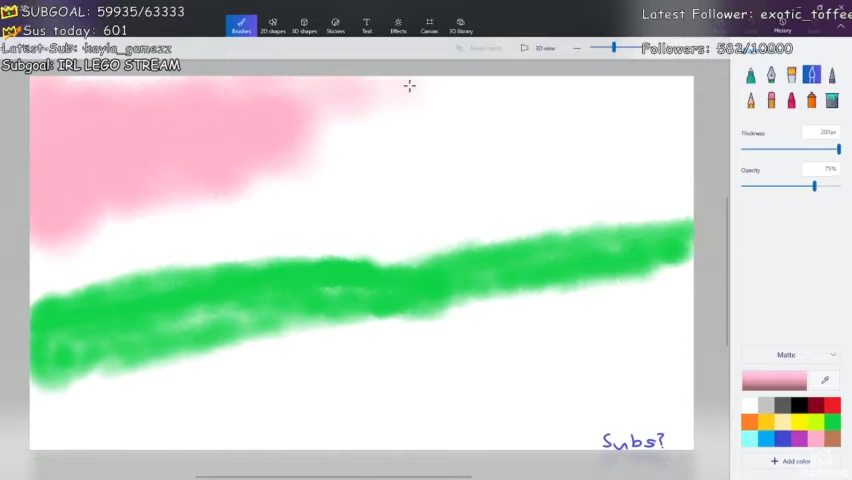 SUBGOAL: 59935/63333
Sus today: 601
Latest Sub: kayla_gamezz
Subgoal: IRL LEGO STREAM
Latest Follower: exotic_toffee
Followers: 582/10000
Brushes
2D shapes
3D shapes
Stickers
Text
Effects
Canvas
3D library
History
3D view
Thickness
200px
Opacity
79%
Matte
+ Add color
Subs?